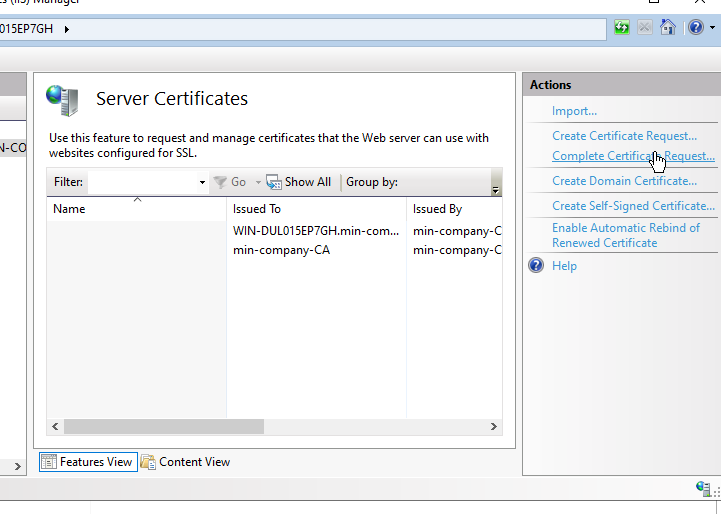 Manager
L015EP7GH
Server Certificates
Use this feature to request and manage certificates that the Web server can use with
websites configured for SSL.
Filter: Go Show All Group by:
Name Issued To Issued By
WIN-DUL015EP7GH.min-com... min-company-C
min-company-CA min-company-C
N-CO
Features View Content View
Actions
Import...
Create Certificate Request...
Complete Certificate Request...
Create Domain Certificate...
Create Self-Signed Certificate...
Enable Automatic Rebind of
Renewed Certificate
Help